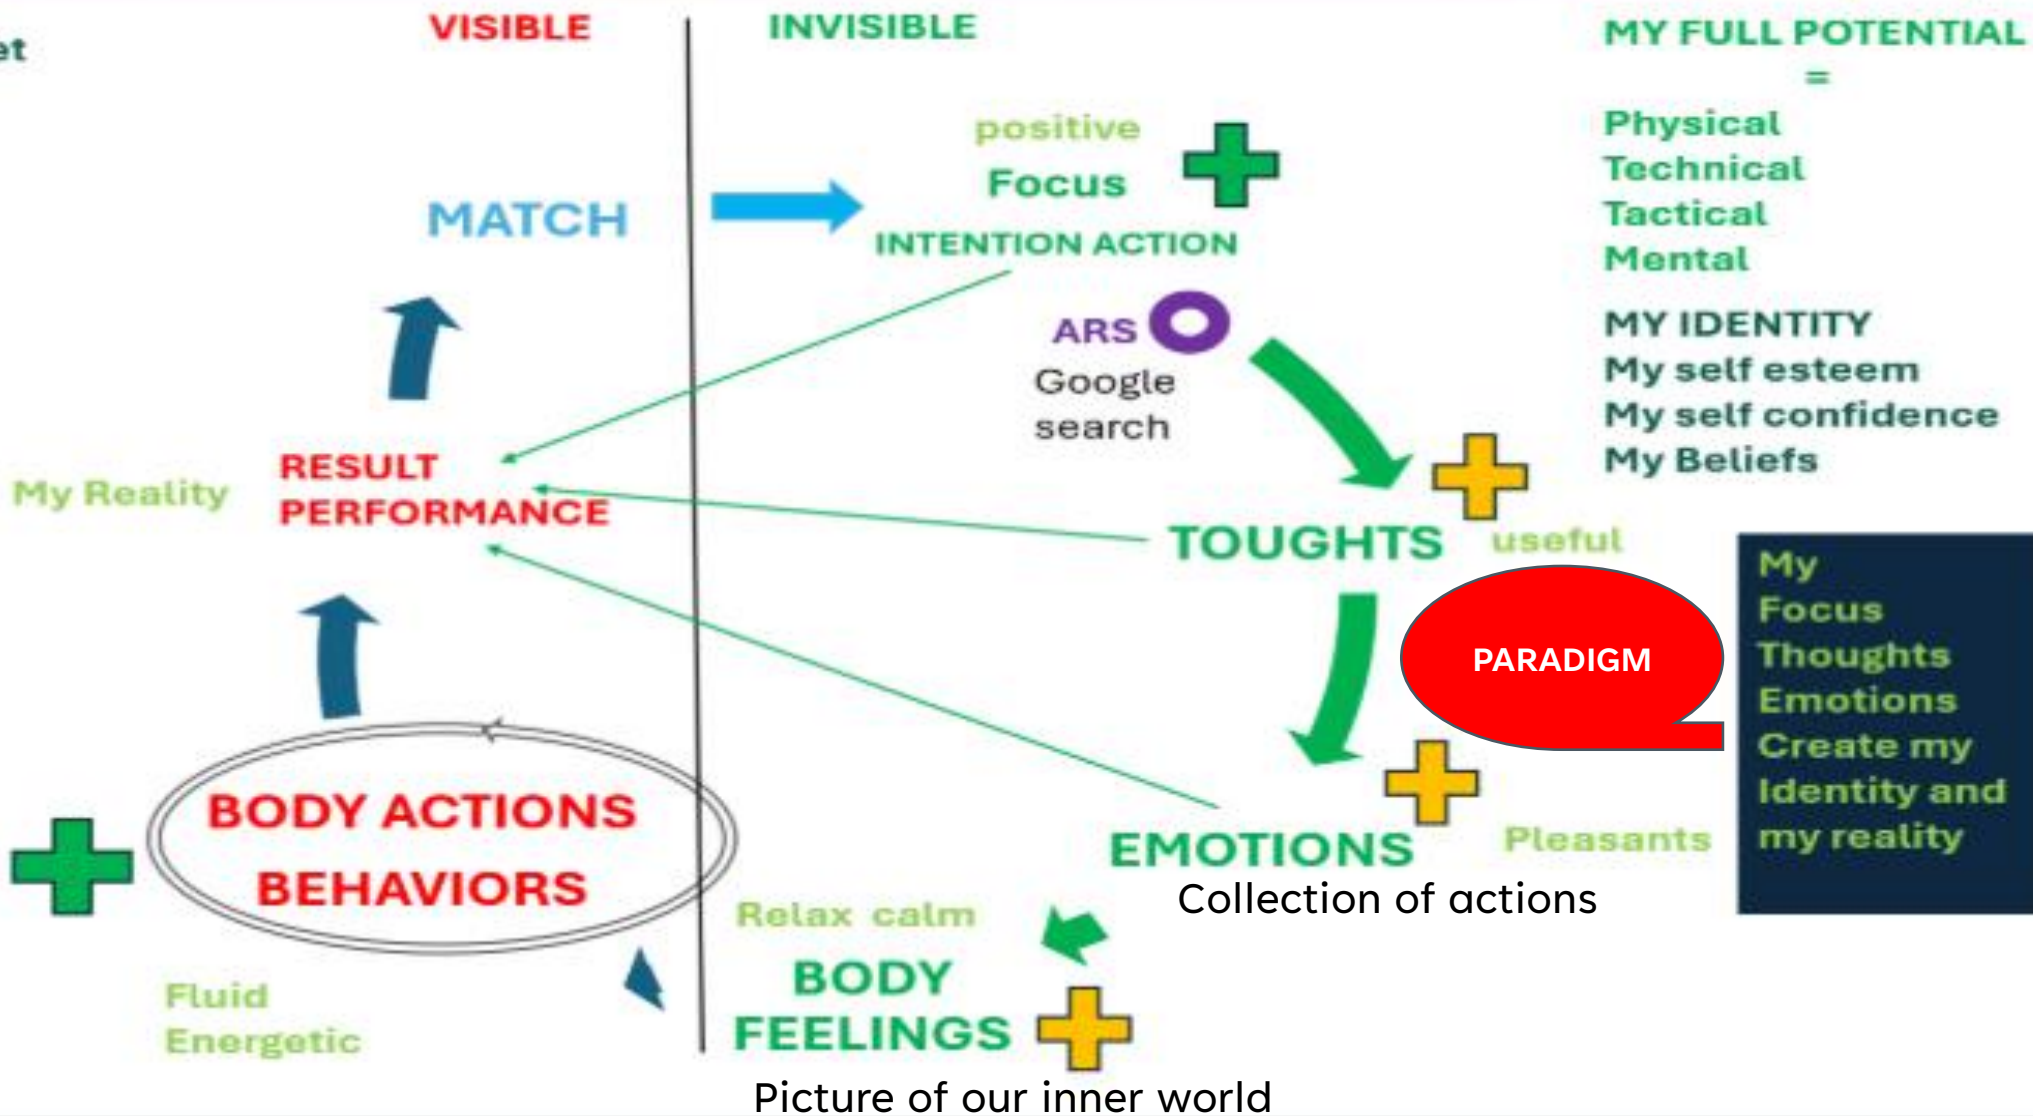 VISIBLE
INVISIBLE
MY FULL POTENTIAL
=
Physical
Technical
Tactical
Mental
MY IDENTITY
My self esteem
My self confidence
My Beliefs
et
positive
Focus
INTENTION ACTION
MATCH
ARS
Google
search
My Reality
RESULT
PERFORMANCE
TOUGHTS
useful
PARADIGM
My
Focus
Thoughts
Emotions
Create my
Identity and
my reality
BODY ACTIONS
BEHAVIORS
EMOTIONS
Pleasants
Collection of actions
Relax calm
BODY
FEELINGS
Fluid
Energetic
Picture of our inner world